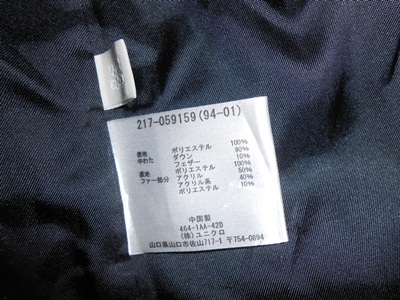 217-059159(94-01)
表地 ポリエステル 100%
中わた ダウン 90%
フェザー 10%
裏地 ポリエステル 100%
ファー部分 アクリル 50%
アクリル系 40%
ポリエステル 10%
中国製
464-1AA-42D
(株)ユニクロ
山口県山口市佐山717-1 〒754-0894